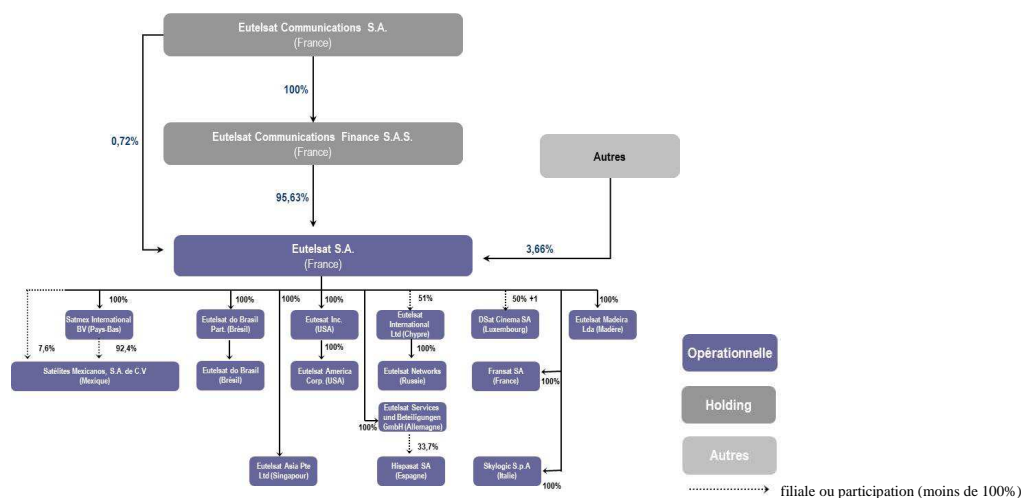 Eutelsat Communications S.A.
(France)
100%
0,72%
Eutelsat Communications Finance S.A.S.
(France)
Autres
95,63%
Eutelsat S.A.
(France)
3,66%
100%
100%
100%
100%
51%
50% +1
100%
Satmex International
BV (Pays-Bas)
Eutelsat do Brasil
Part. (Brésil)
Eutesat Inc.
(USA)
Eutelsat
International
Ltd (Chypre)
DSat Cinema SA
(Luxembourg)
Eutelsat Madeira
Lda (Madère)
7,6%
92,4%
100%
100%
Satélites Mexicanos, S.A. de C.V
(Mexique)
Eutelsat do Brasil
(Brésil)
Eutelsat America
Corp. (USA)
Eutelsat Networks
(Russie)
Fransat SA
(France)
100%
Eutelsat Services
und Beteiligungen
GmbH (Allemagne)
100%
33,7%
Eutelsat Asia Pte
Ltd (Singapour)
Hispasat SA
(Espagne)
Skylogic S.p.A
(Italie)
100%
Opérationnelle
Holding
Autres
filiale ou participation (moins de 100%)